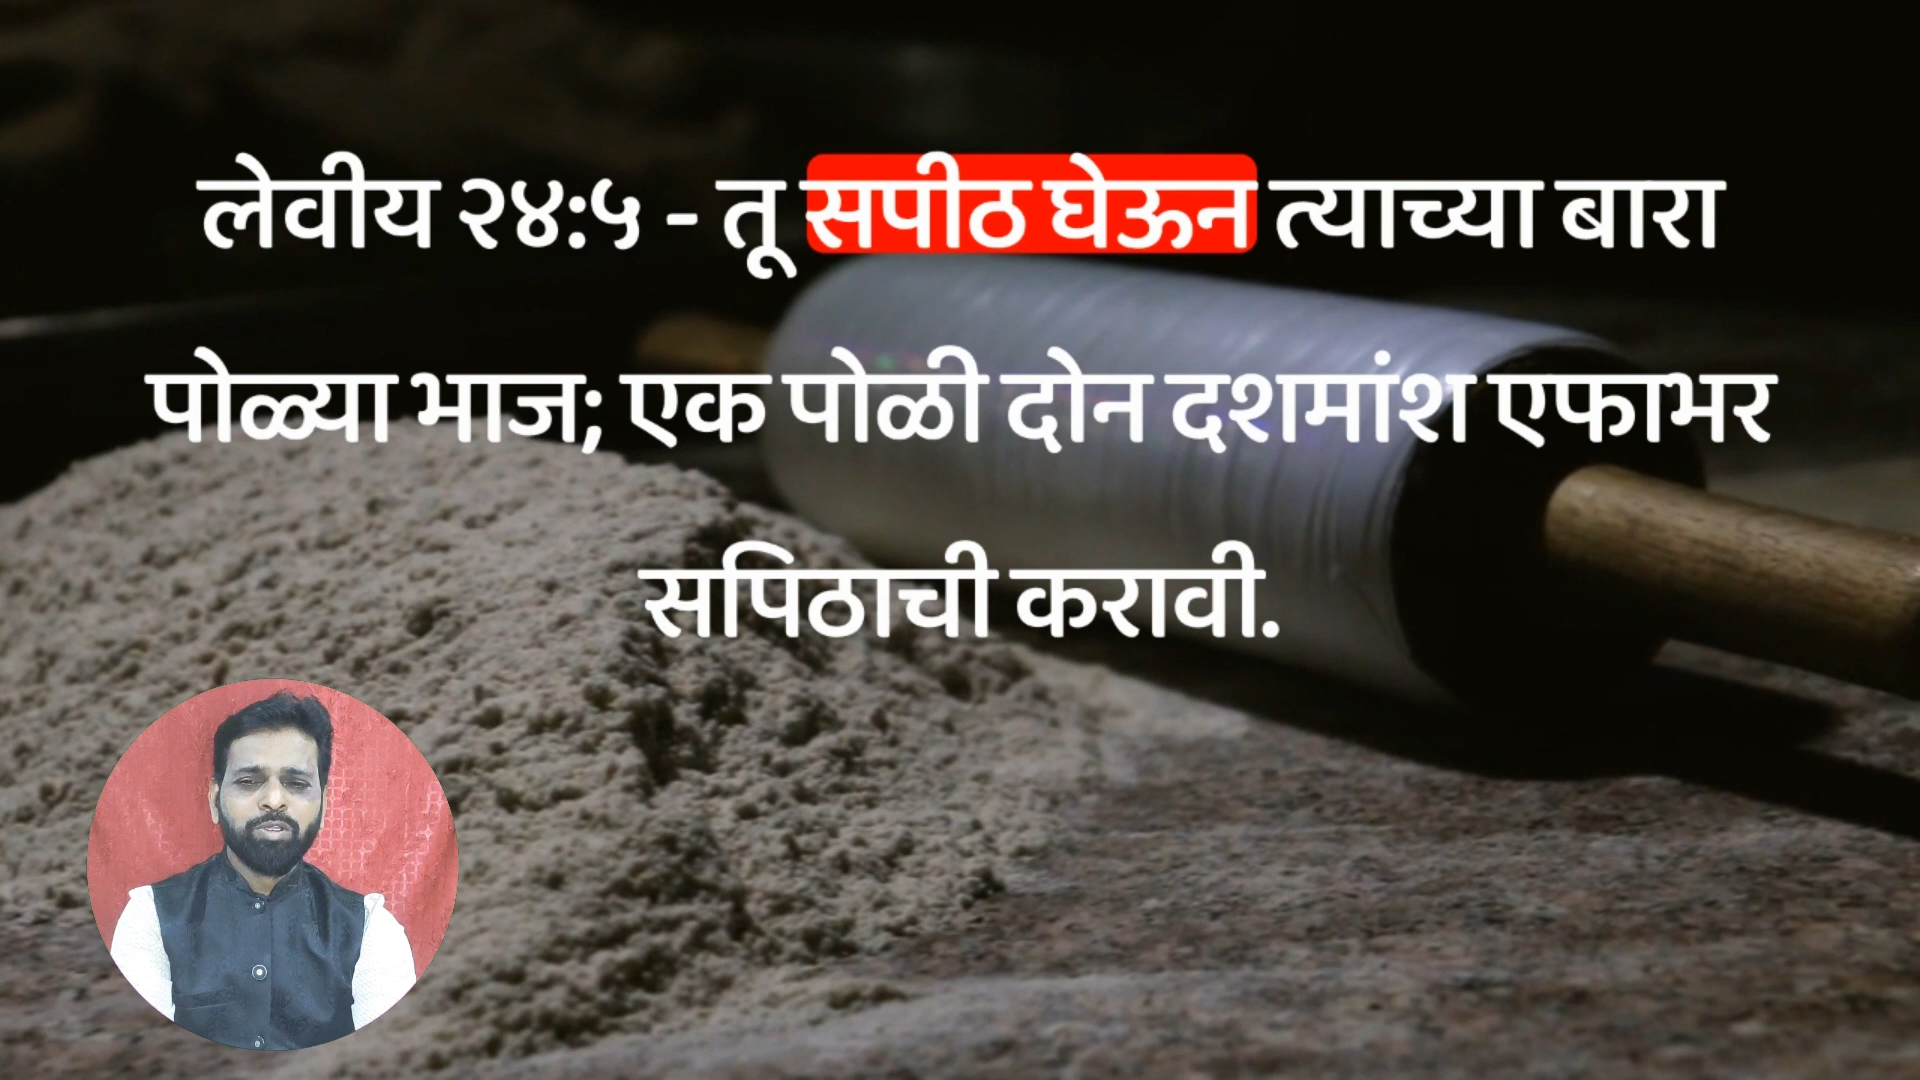 लेवीय २४:५ - तू सपीठ घेऊन त्याच्या बारा
पोळ्या भाज; एक पोळी दोन दशमांश एफाभर
सपिठाची करावी.